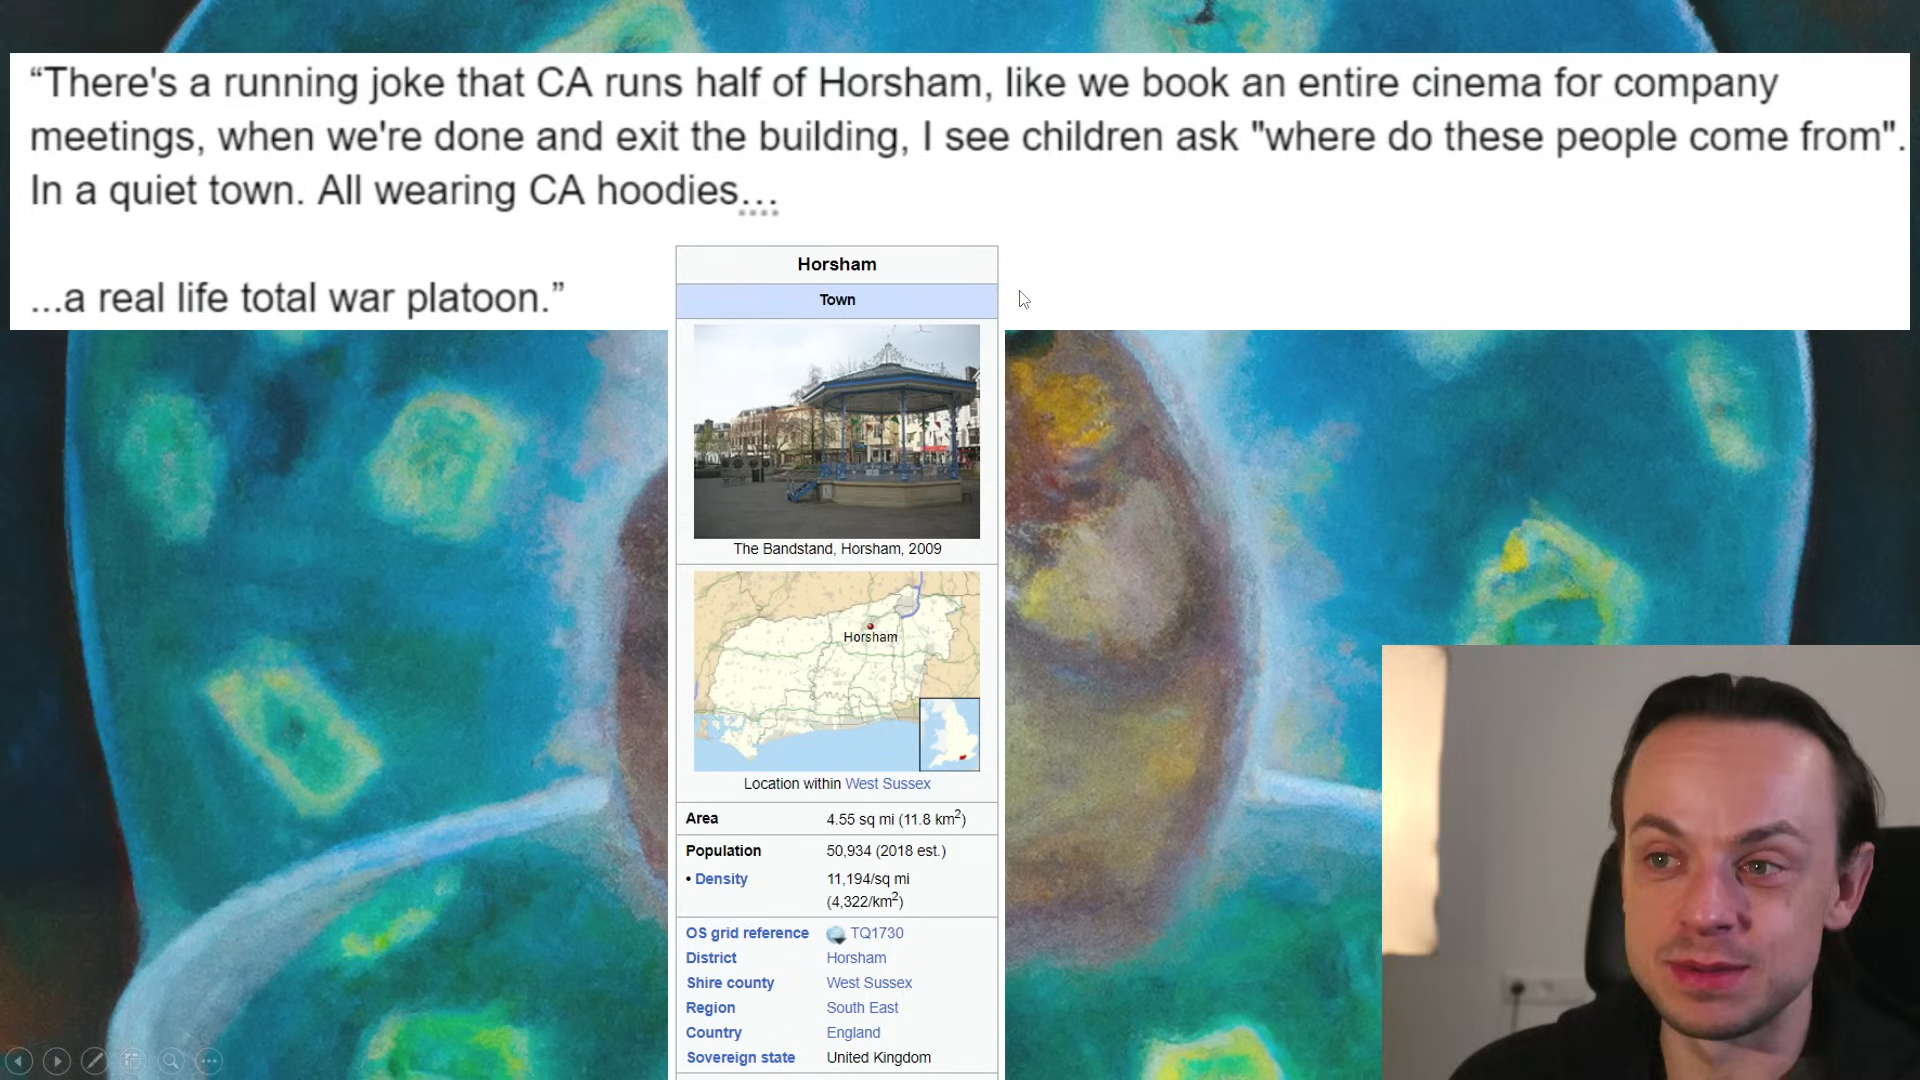 “There's a running joke that CA runs half of Horsham, like we book an entire cinema for company
meetings, when we're done and exit the building, I see children ask "where do these people come from".
In a quiet town. All wearing CA hoodies…
...a real life total war platoon.”
Horsham
Town
The Bandstand, Horsham, 2009
Horsham
Location within West Sussex
Area 4.55 sq mi (11.8 km²)
Population 50,934 (2018 est.)
• Density 11,194/sq mi
(4,322/km²)
OS grid reference TQ1730
District Horsham
Shire county West Sussex
Region South East
Country England
Sovereign state United Kingdom